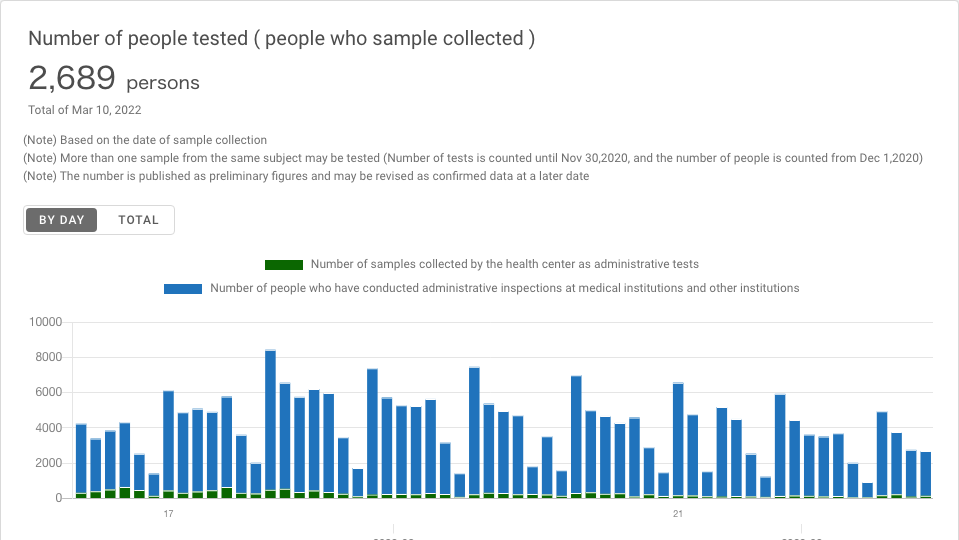 Number of people tested ( people who sample collected )
2,689 persons
Total of Mar 10, 2022
(Note) Based on the date of sample collection
(Note) More than one sample from the same subject may be tested (Number of tests is counted until Nov 30,2020, and the number of people is counted from Dec 1,2020)
(Note) The number is published as preliminary figures and may be revised as confirmed data at a later date
BY DAY TOTAL
Number of samples collected by the health center as administrative tests
Number of people who have conducted administrative inspections at medical institutions and other institutions
10000
8000
6000
4000
2000
0
17 21